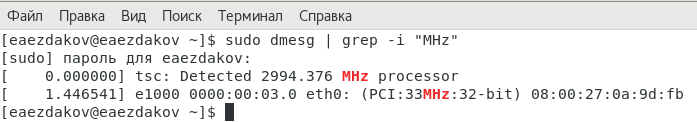 Файл Правка Вид Поиск Терминал Справка
[eaezdakov@eaezdakov ~]$ sudo dmesg | grep -i "MHz"
[sudo] пароль для eaezdakov:
[    0.000000] tsc: Detected 2994.376 MHz processor
[    1.446541] e1000 0000:00:03.0 eth0: (PCI:33MHz:32-bit) 08:00:27:0a:9d:fb
[eaezdakov@eaezdakov ~]$